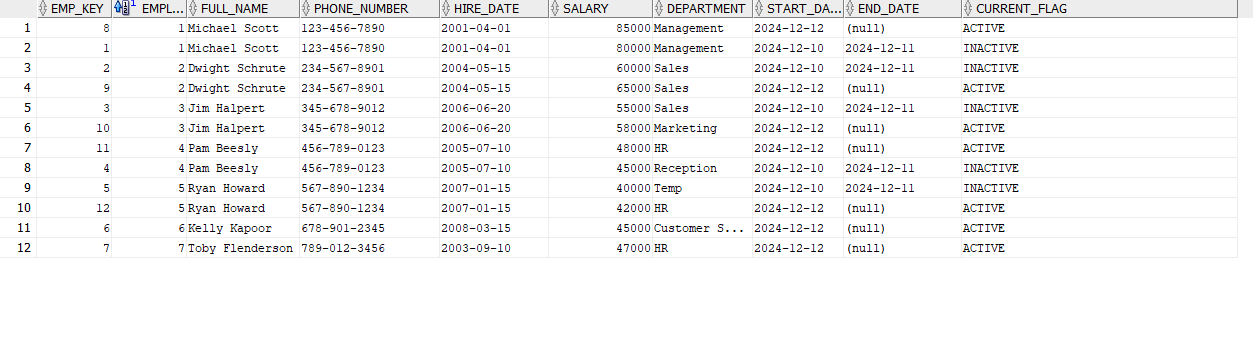 EMP_KEY EMPL... FULL_NAME PHONE_NUMBER HIRE_DATE SALARY DEPARTMENT START_DA... END_DATE CURRENT_FLAG
1 8 1 Michael Scott 123-456-7890 2001-04-01 85000 Management 2024-12-12 (null) ACTIVE
2 1 1 Michael Scott 123-456-7890 2001-04-01 80000 Management 2024-12-10 2024-12-11 INACTIVE
3 2 2 Dwight Schrute 234-567-8901 2004-05-15 60000 Sales 2024-12-10 2024-12-11 INACTIVE
4 9 2 Dwight Schrute 234-567-8901 2004-05-15 65000 Sales 2024-12-12 (null) ACTIVE
5 3 3 Jim Halpert 345-678-9012 2006-06-20 55000 Sales 2024-12-10 2024-12-11 INACTIVE
6 10 3 Jim Halpert 345-678-9012 2006-06-20 58000 Marketing 2024-12-12 (null) ACTIVE
7 11 4 Pam Beesly 456-789-0123 2005-07-10 48000 HR 2024-12-12 (null) ACTIVE
8 4 4 Pam Beesly 456-789-0123 2005-07-10 45000 Reception 2024-12-10 2024-12-11 INACTIVE
9 5 5 Ryan Howard 567-890-1234 2007-01-15 40000 Temp 2024-12-10 2024-12-11 INACTIVE
10 12 5 Ryan Howard 567-890-1234 2007-01-15 42000 HR 2024-12-12 (null) ACTIVE
11 6 6 Kelly Kapoor 678-901-2345 2008-03-15 45000 Customer S... 2024-12-12 (null) ACTIVE
12 7 7 Toby Flenderson 789-012-3456 2003-09-10 47000 HR 2024-12-12 (null) ACTIVE